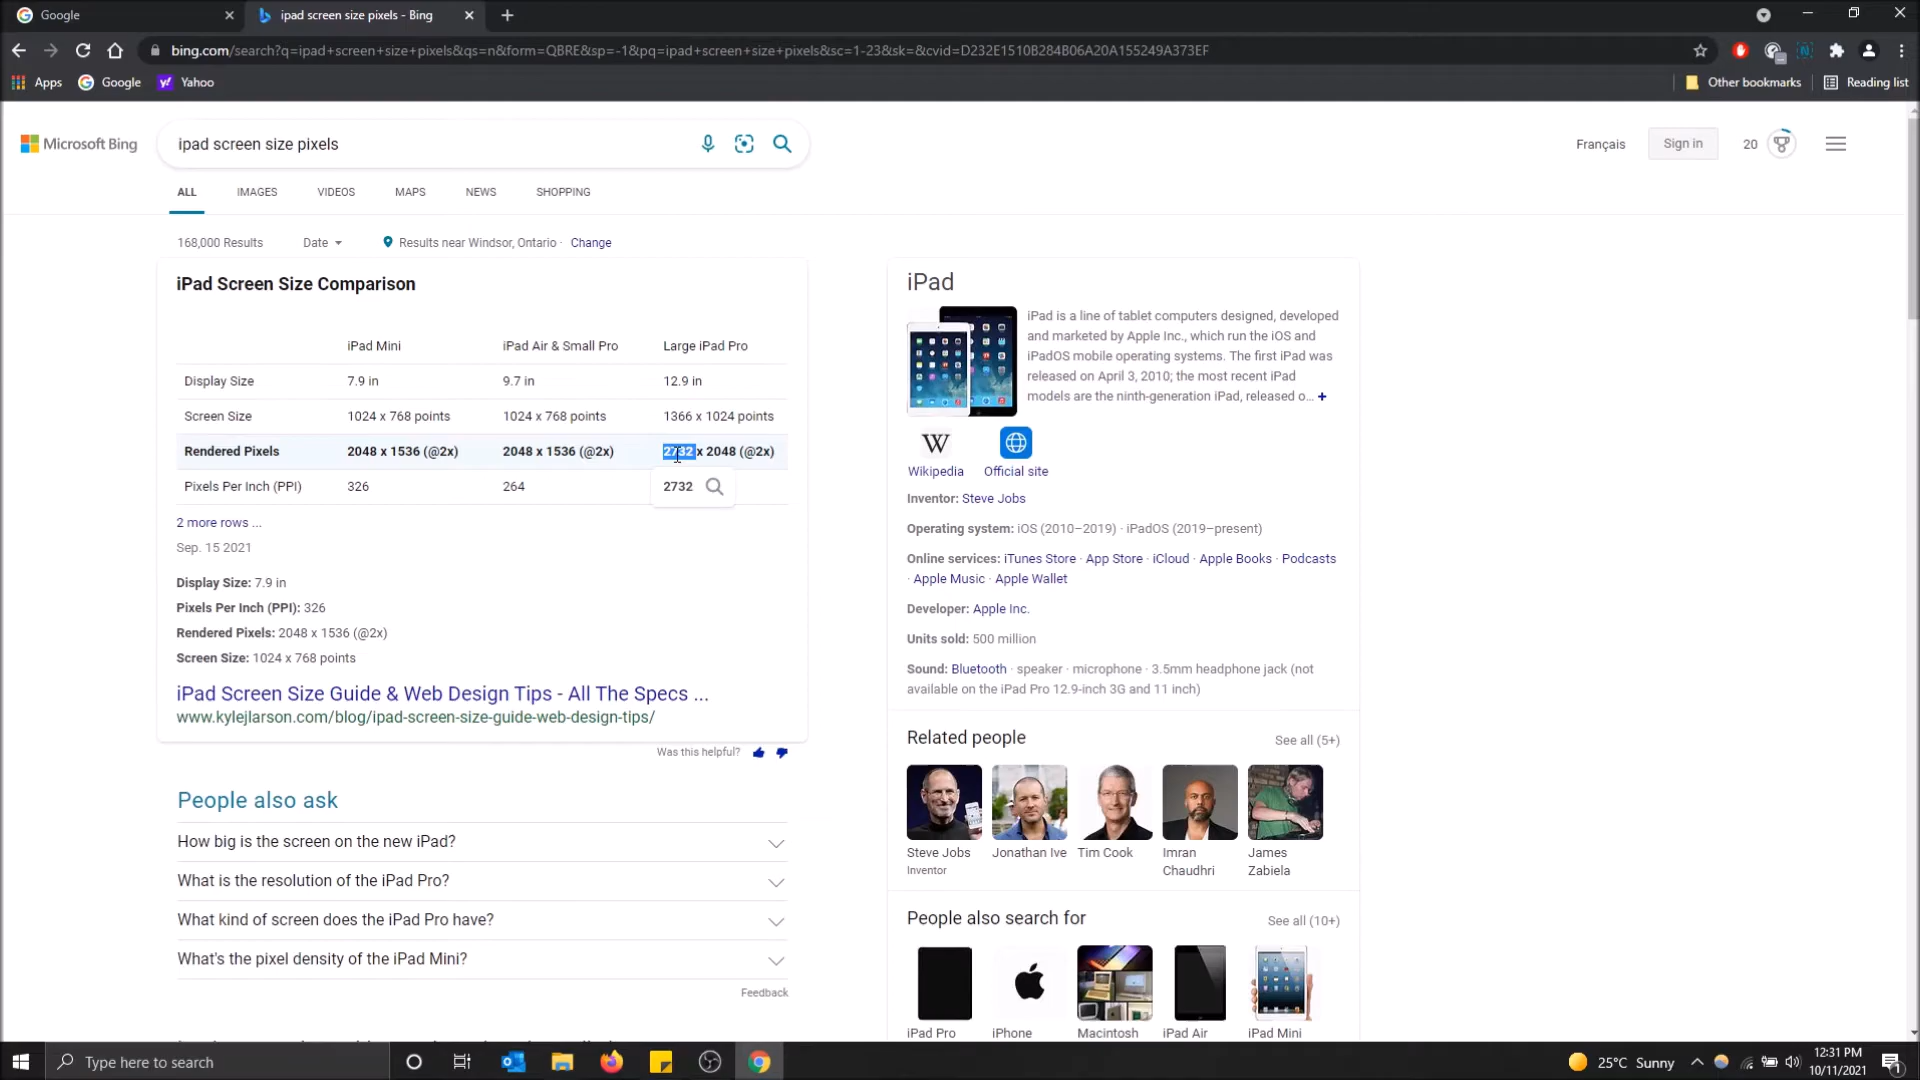 Google
ipad screen size pixels - Bing
bing.com/search?q=ipad+screen+size+pixels&qs=n&form=QBRE&sp=-1&pq=ipad+screen+size+pixels&sc=1-23&sk=&cvid=D232E1510B284B06A20A155249A373EF
Apps Google Yahoo Other bookmarks Reading list
Microsoft Bing
ipad screen size pixels
Français Sign in 20
ALL IMAGES VIDEOS MAPS NEWS SHOPPING
168,000 Results Date Results near Windsor, Ontario · Change
iPad Screen Size Comparison
iPad Mini iPad Air & Small Pro Large iPad Pro
Display Size 7.9 in 9.7 in 12.9 in
Screen Size 1024 x 768 points 1024 x 768 points 1366 x 1024 points
Rendered Pixels 2048 x 1536 (@2x) 2048 x 1536 (@2x) 2732 x 2048 (@2x)
Pixels Per Inch (PPI) 326 264 2732
2 more rows ...
Sep. 15 2021
Display Size: 7.9 in
Pixels Per Inch (PPI): 326
Rendered Pixels: 2048 x 1536 (@2x)
Screen Size: 1024 x 768 points
iPad Screen Size Guide & Web Design Tips - All The Specs ...
www.kylejlarson.com/blog/ipad-screen-size-guide-web-design-tips/
Was this helpful?
People also ask
How big is the screen on the new iPad?
What is the resolution of the iPad Pro?
What kind of screen does the iPad Pro have?
What's the pixel density of the iPad Mini?
Feedback
iPad
iPad is a line of tablet computers designed, developed
and marketed by Apple Inc., which run the iOS and
iPadOS mobile operating systems. The first iPad was
released on April 3, 2010; the most recent iPad
models are the ninth-generation iPad, released o... +
W
Wikipedia Official site
Inventor: Steve Jobs
Operating system: iOS (2010–2019) · iPadOS (2019–present)
Online services: iTunes Store · App Store · iCloud · Apple Books · Podcasts
· Apple Music · Apple Wallet
Developer: Apple Inc.
Units sold: 500 million
Sound: Bluetooth · speaker · microphone · 3.5mm headphone jack (not
available on the iPad Pro 12.9-inch 3G and 11 inch)
Related people See all (5+)
Steve Jobs Jonathan Ive Tim Cook Imran James
Inventor Chaudhri Zabiela
People also search for See all (10+)
iPad Pro iPhone Macintosh iPad Air iPad Mini
Type here to search
25°C Sunny
12:31 PM
10/11/2021
1